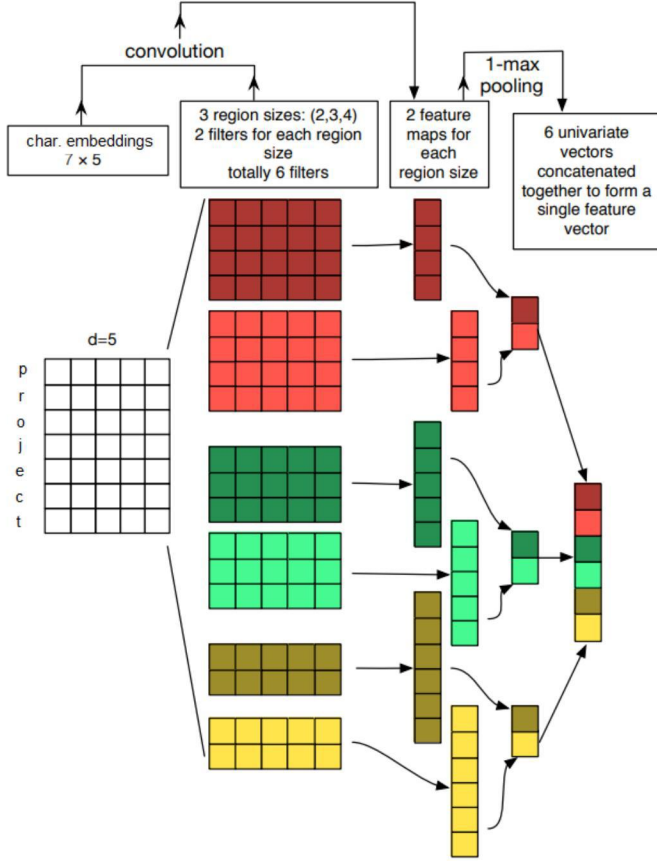 convolution
1-max
pooling
char. embeddings
7 × 5
3 region sizes: (2,3,4)
2 filters for each region
size
totally 6 filters
2 feature
maps for
each
region size
6 univariate
vectors
concatenated
together to form a
single feature
vector
d=5
p
r
o
j
e
c
t